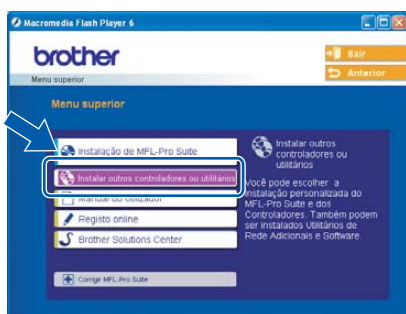 Macromedia Flash Player 6
brother
Sair
Anterior
Menu superior
Menu superior
Instalação de MFL-Pro Suite
Instalar outros controladores ou utilitários
Manual do Utilizador
Registo online
Brother Solutions Center
Corrigir MFL-Pro Suite
Instalar outros
controladores ou
utilitários
Você pode escolher a
instalação personalizada do
MFL-Pro Suite e dos
Controladores. Também podem
ser instalados Utilitários de
Rede Adicionais e Software.